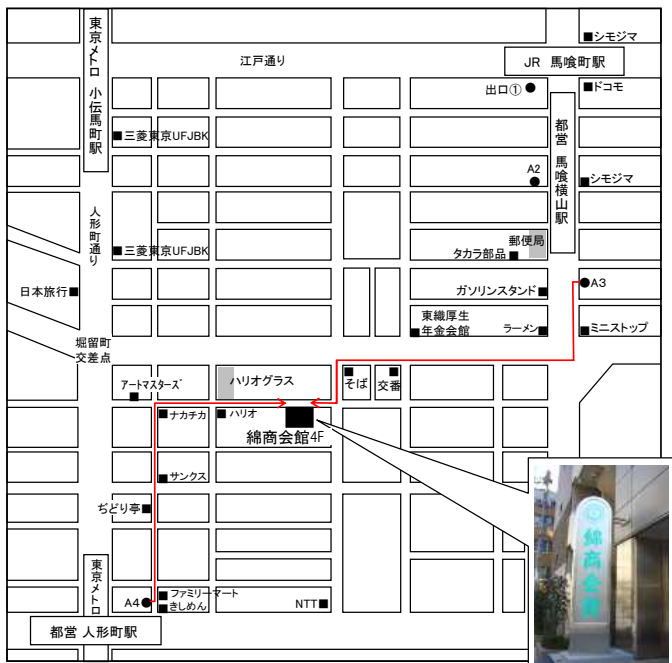 東京メトロ 小伝馬町駅
江戸通り
シモジマ
JR 馬喰町駅
出口①
ドコモ
三菱東京UFJBK
都営 馬喰横山駅
A2
シモジマ
人形町通り
三菱東京UFJBK
郵便局
タカラ部品
日本旅行
ガソリンスタンド
A3
東織厚生
年金会館
ラーメン
ミニストップ
堀留町
交差点
アートマスターズ
ハリオグラス
そば
交番
ナカチカ
ハリオ
綿商会館4F
サンクス
ぢどり亭
綿商会館
東京メトロ
A4
ファミリーマート
きしめん
NTT
都営 人形町駅